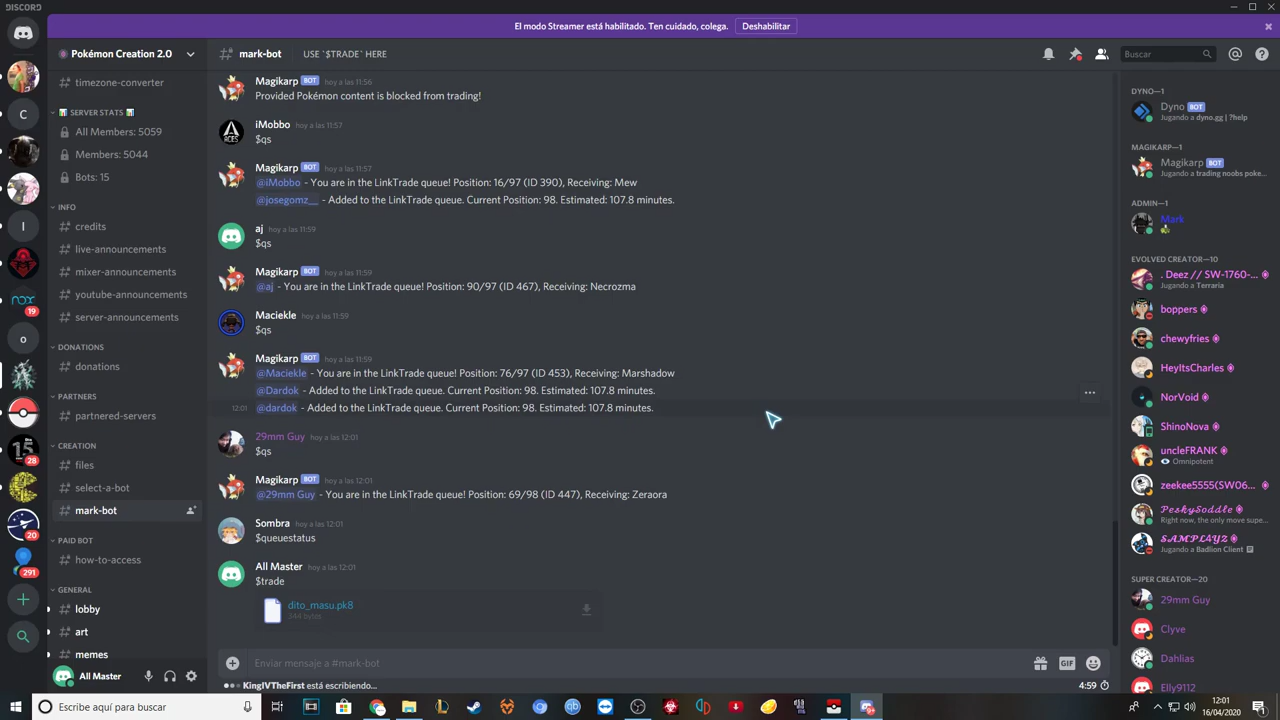 DISCORD
El modo Streamer está habilitado. Ten cuidado, colega.
Deshabilitar
Pokémon Creation 2.0
mark-bot
USE `$TRADE` HERE
Buscar
timezone-converter
SERVER STATS
All Members: 5059
Members: 5044
Bots: 15
INFO
credits
live-announcements
mixer-announcements
youtube-announcements
server-announcements
DONATIONS
donations
PARTNERS
partnered-servers
CREATION
files
select-a-bot
mark-bot
PAID BOT
how-to-access
GENERAL
lobby
art
memes
All Master
C
I
nox
19
o
15
28
20
291
Magikarp BOT hoy a las 11:56
Provided Pokémon content is blocked from trading!
ACES
iMobbo hoy a las 11:57
$qs
Magikarp BOT hoy a las 11:57
@iMobbo - You are in the LinkTrade queue! Position: 16/97 (ID 390), Receiving: Mew
@josegomz__ - Added to the LinkTrade queue. Current Position: 98. Estimated: 107.8 minutes.
aj hoy a las 11:59
$qs
Magikarp BOT hoy a las 11:59
@aj - You are in the LinkTrade queue! Position: 90/97 (ID 467), Receiving: Necrozma
Maciekle hoy a las 11:59
$qs
Magikarp BOT hoy a las 11:59
@Maciekle - You are in the LinkTrade queue! Position: 76/97 (ID 453), Receiving: Marshadow
@Dardok - Added to the LinkTrade queue. Current Position: 98. Estimated: 107.8 minutes.
12:01 @dardok - Added to the LinkTrade queue. Current Position: 98. Estimated: 107.8 minutes.
29mm Guy hoy a las 12:01
$qs
Magikarp BOT hoy a las 12:01
@29mm Guy - You are in the LinkTrade queue! Position: 69/98 (ID 447), Receiving: Zeraora
Sombra hoy a las 12:01
$queuestatus
All Master hoy a las 12:01
$trade
dito_masu.pk8
344 bytes
Enviar mensaje a #mark-bot
GIF
KingIVTheFirst está escribiendo...
4:59
DYNO—1
Dyno BOT
Jugando a dyno.gg | ?help
MAGIKARP—1
Magikarp BOT
Jugando a trading noobs poke...
ADMIN—1
Mark
EVOLVED CREATOR—10
. Deez // SW-1760-...
Jugando a Terraria
boppers
chewyfries
HeyItsCharles
NorVoid
ShinoNova
uncleFRANK
Omnipotent
zeekee5555(SW06...
𝓟𝓮𝓼𝓴𝔂𝓢𝓸𝓭𝓭𝓵𝓮
Right now, the only move supe...
𝓢𝓐𝓜𝓟𝓛𝟒𝓨𝓩
Jugando a Badlion Client
SUPER CREATOR—20
29mm Guy
Clyve
Dahlias
Elly9112
Escribe aquí para buscar
12:01
16/04/2020